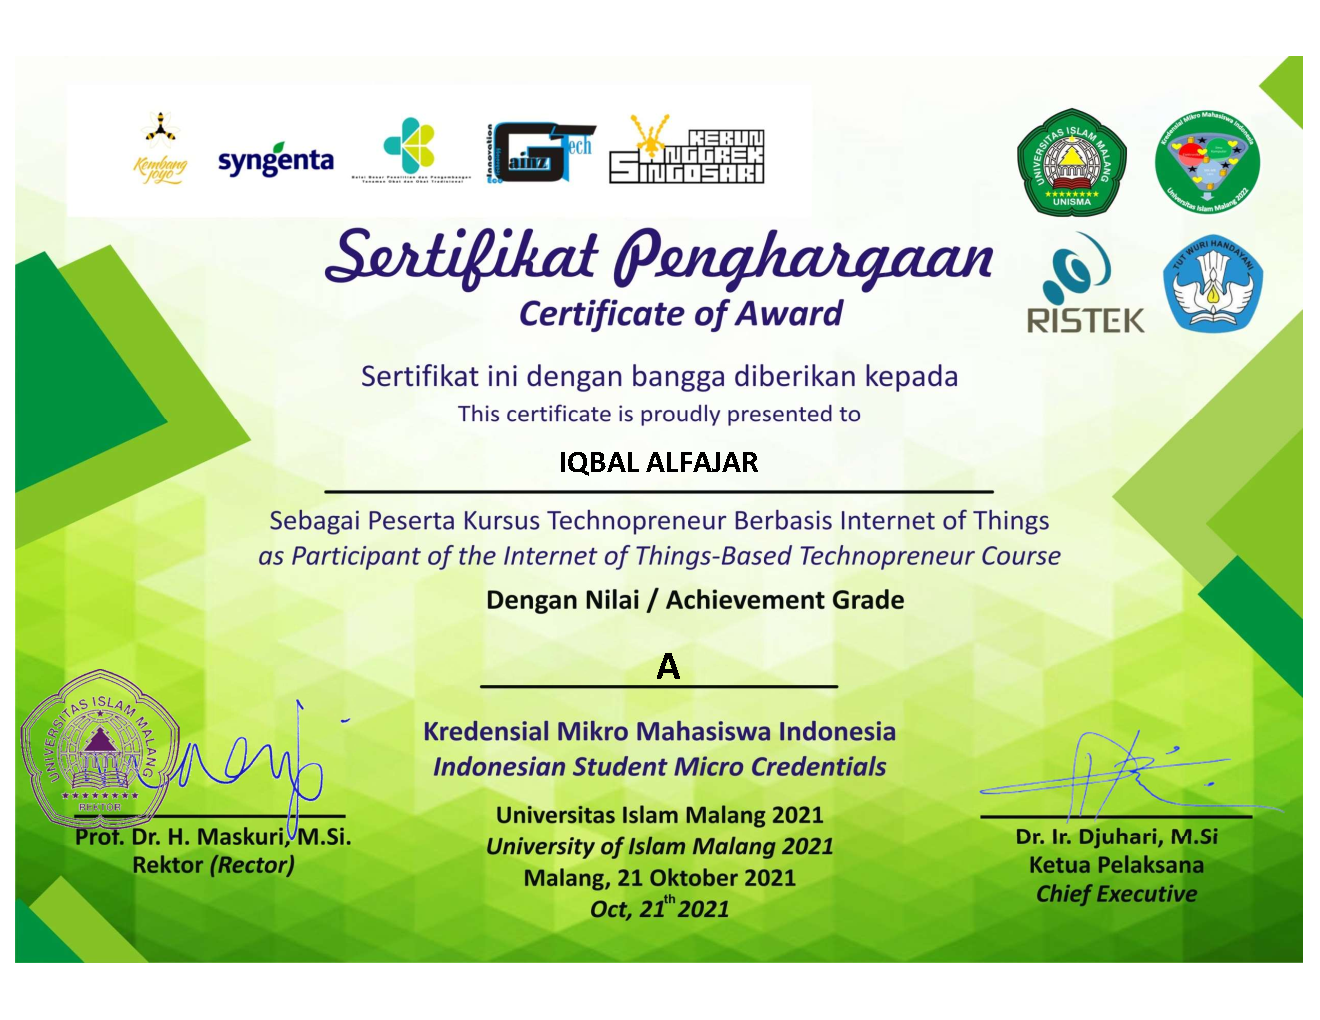 Kembang Joyo
syngenta
Balai Besar Penelitian dan Pengembangan
Tanaman Obat dan Obat Tradisional
Innovation
Gainz Tech
KEBUN
ANGGREK
SINGOSARI
UNIVERSITAS ISLAM MALANG
UNISMA
Kredensial Mikro Mahasiswa Indonesia
Universitas Islam Malang 2022
RISTEK
TUT WURI HANDAYANI
Sertifikat Penghargaan
Certificate of Award
Sertifikat ini dengan bangga diberikan kepada
This certificate is proudly presented to
IQBAL ALFAJAR
Sebagai Peserta Kursus Technopreneur Berbasis Internet of Things
as Participant of the Internet of Things-Based Technopreneur Course
Dengan Nilai / Achievement Grade
A
Kredensial Mikro Mahasiswa Indonesia
Indonesian Student Micro Credentials
Universitas Islam Malang 2021
University of Islam Malang 2021
Malang, 21 Oktober 2021
Oct, 21th 2021
UNIVERSITAS ISLAM MALANG
REKTOR
Prof. Dr. H. Maskuri, M.Si.
Rektor (Rector)
Dr. Ir. Djuhari, M.Si
Ketua Pelaksana
Chief Executive